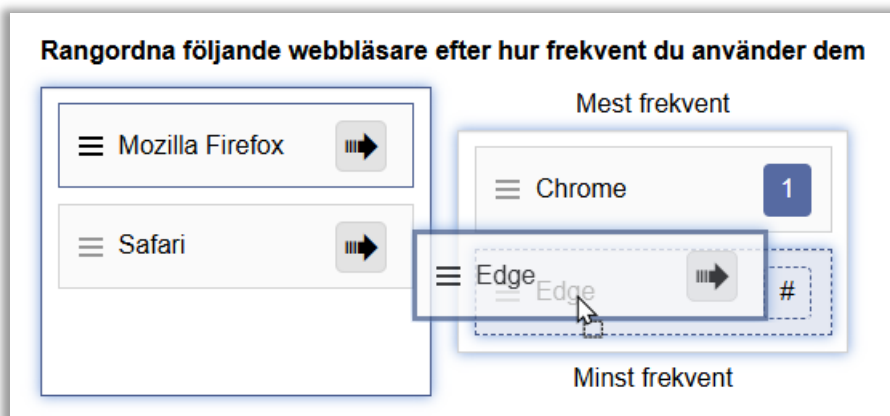 Rangordna följande webbläsare efter hur frekvent du använder dem
Mest frekvent
Mozilla Firefox
Safari
Chrome 1
Edge
Edge #
Minst frekvent